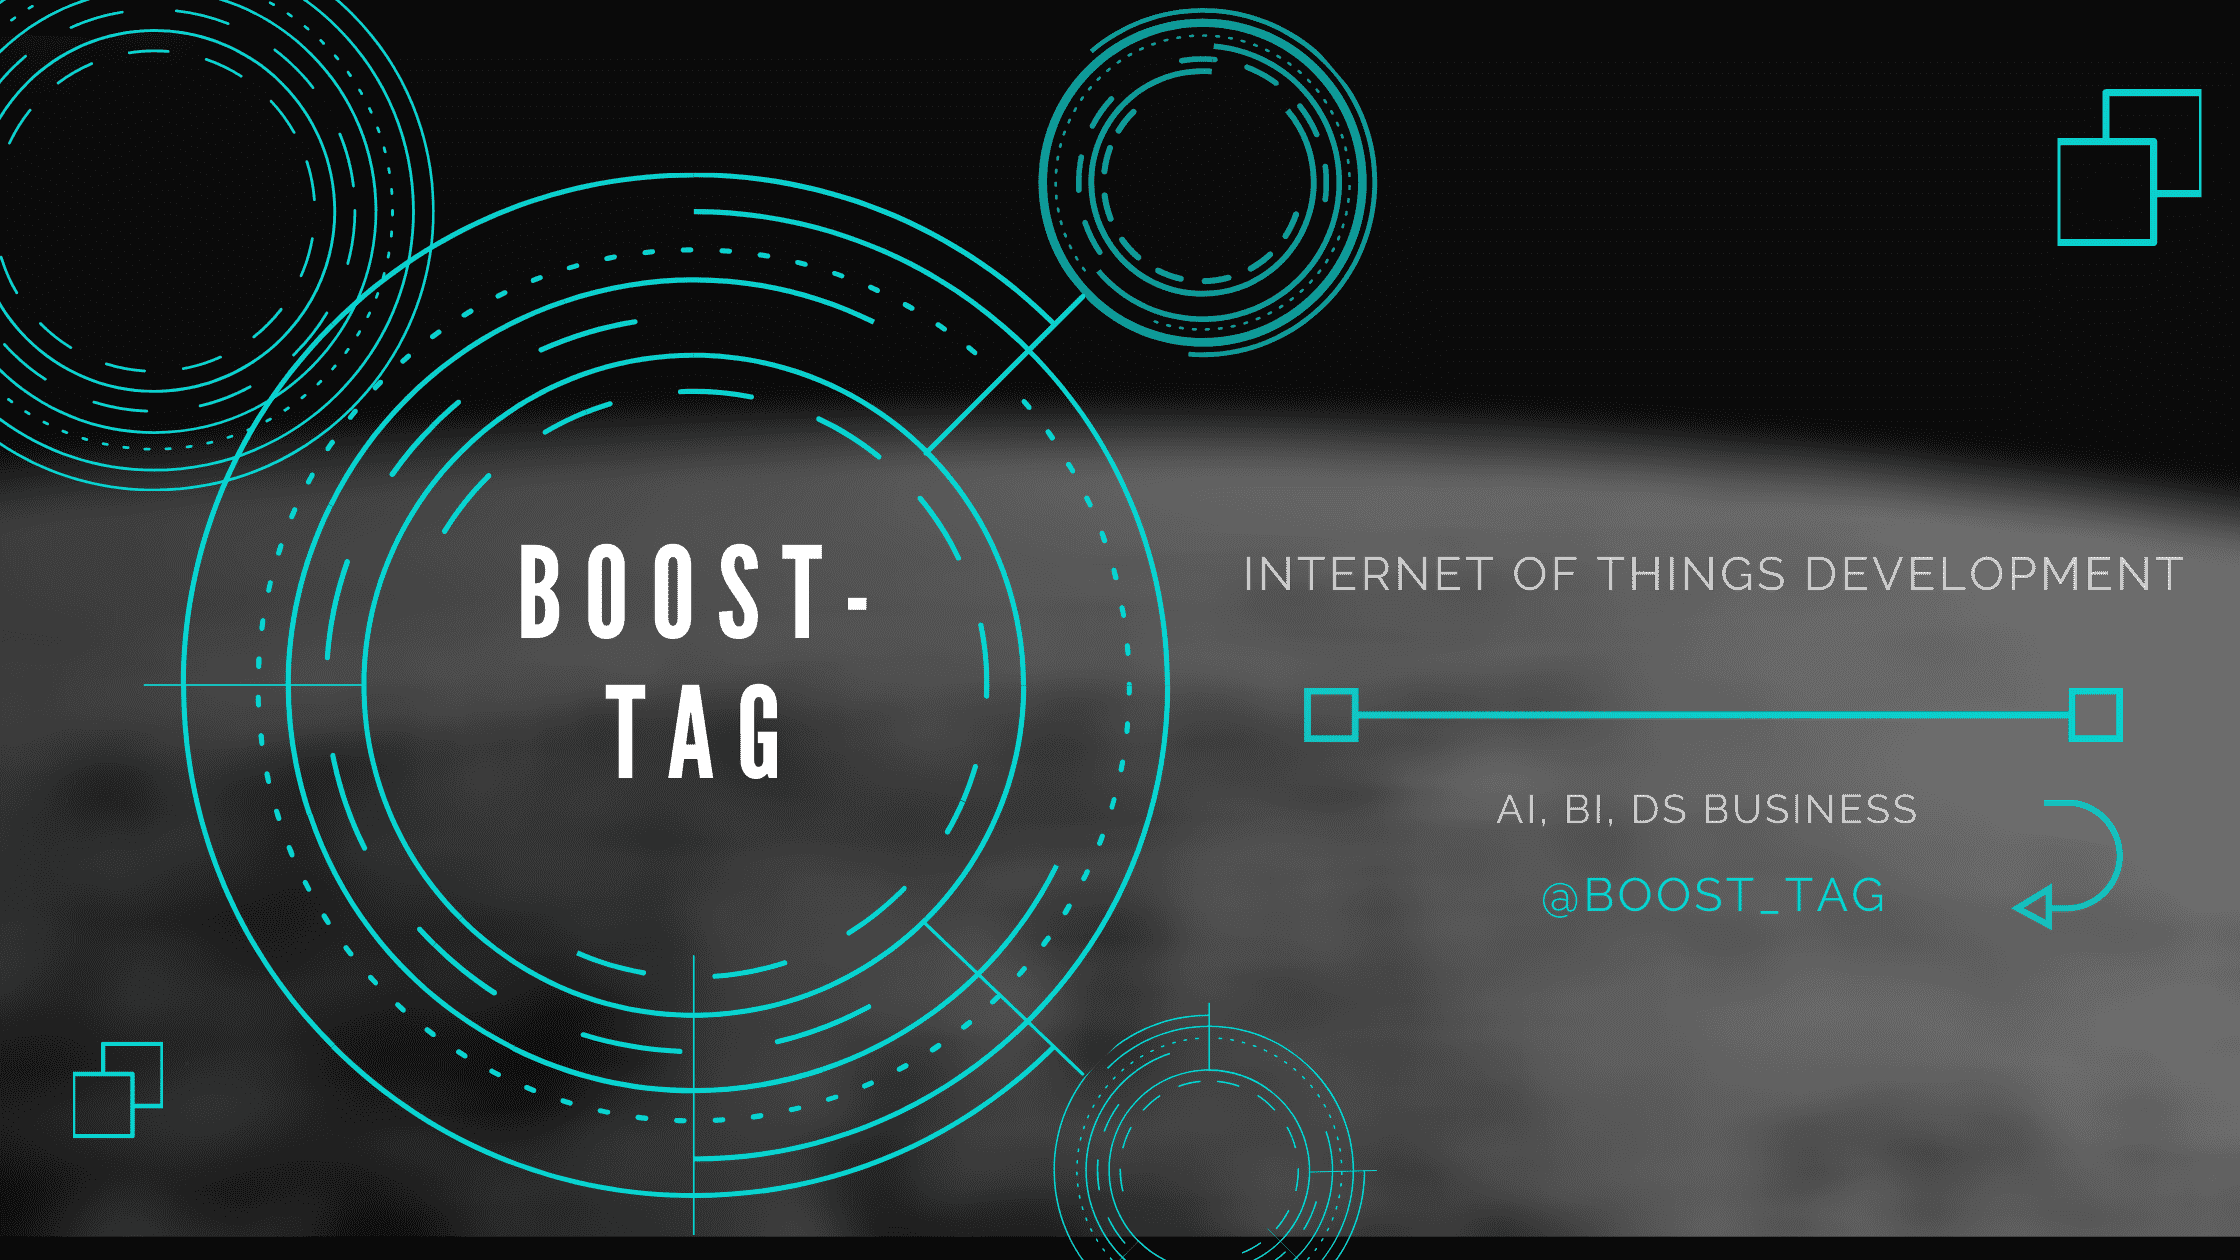 BOOST-
TAG
INTERNET OF THINGS DEVELOPMENT
AI, BI, DS BUSINESS
@BOOST_TAG